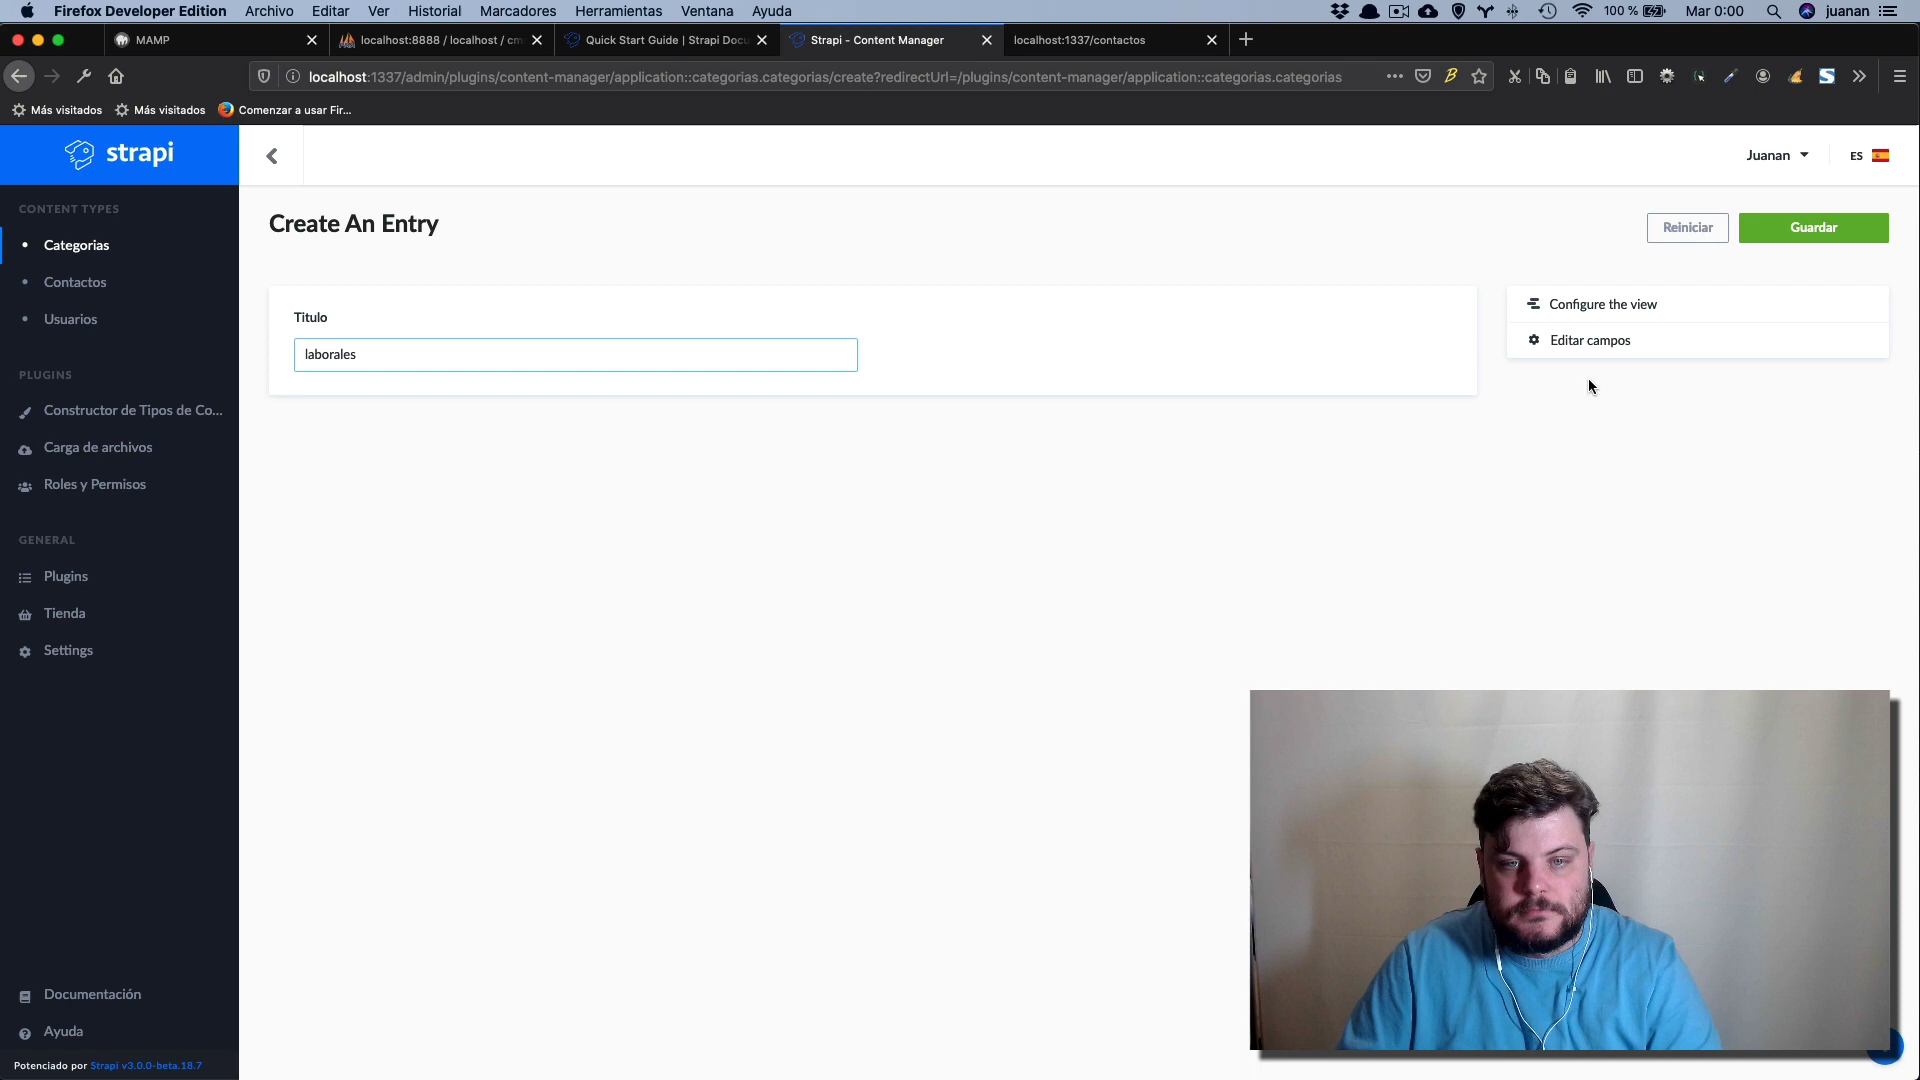 Firefox Developer Edition Archivo Editar Ver Historial Marcadores Herramientas Ventana Ayuda 100 % Mar 0:00 juanan
MAMP localhost:8888 / localhost / cm Quick Start Guide | Strapi Docu Strapi - Content Manager localhost:1337/contactos
localhost:1337/admin/plugins/content-manager/application::categorias.categorias/create?redirectUrl=/plugins/content-manager/application::categorias.categorias
Más visitados Más visitados Comenzar a usar Fir...
strapi
Juanan ES
CONTENT TYPES
Categorias
Contactos
Usuarios
PLUGINS
Constructor de Tipos de Co...
Carga de archivos
Roles y Permisos
GENERAL
Plugins
Tienda
Settings
Documentación
Ayuda
Potenciado por Strapi v3.0.0-beta.18.7
Create An Entry
Reiniciar Guardar
Titulo
laborales
Configure the view
Editar campos